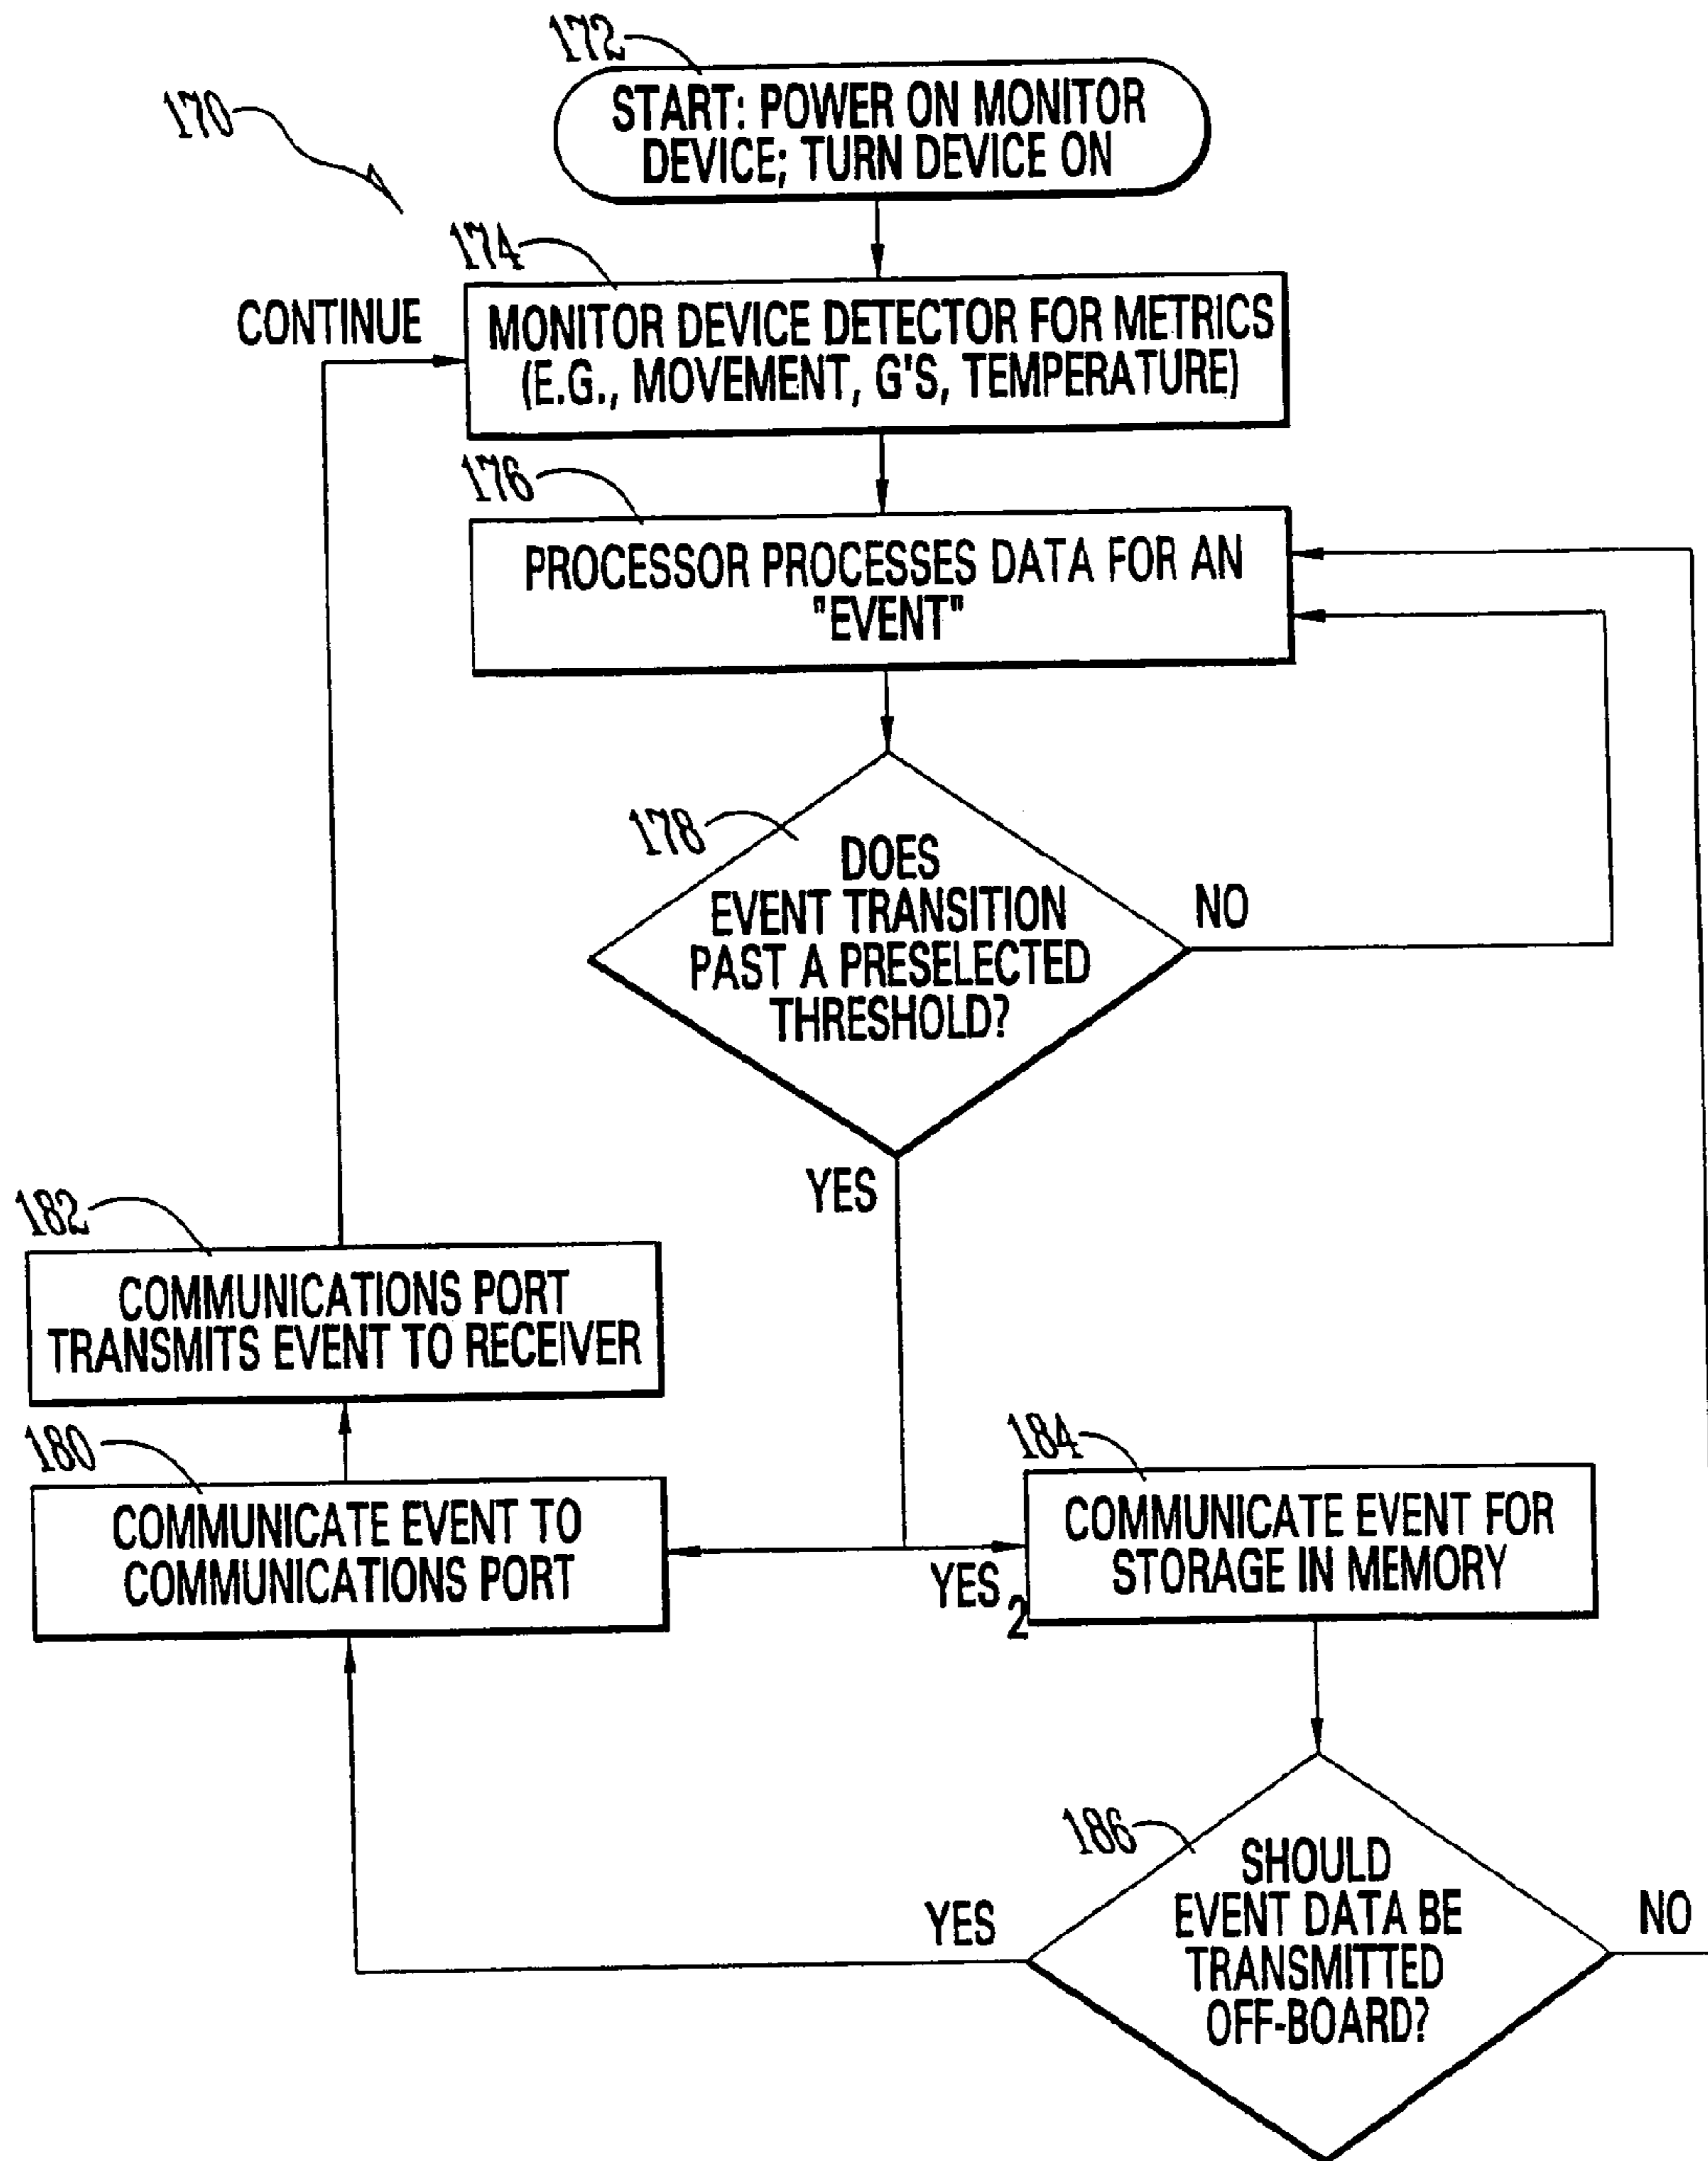 172
START: POWER ON MONITOR
DEVICE; TURN DEVICE ON
170
174
CONTINUE
MONITOR DEVICE DETECTOR FOR METRICS
(E.G., MOVEMENT, G'S, TEMPERATURE)
176
PROCESSOR PROCESSES DATA FOR AN
"EVENT"
178
DOES
EVENT TRANSITION
PAST A PRESELECTED
THRESHOLD?
NO
YES
182
COMMUNICATIONS PORT
TRANSMITS EVENT TO RECEIVER
180
COMMUNICATE EVENT TO
COMMUNICATIONS PORT
YES2
184
COMMUNICATE EVENT FOR
STORAGE IN MEMORY
186
SHOULD
EVENT DATA BE
TRANSMITTED
OFF-BOARD?
YES
NO